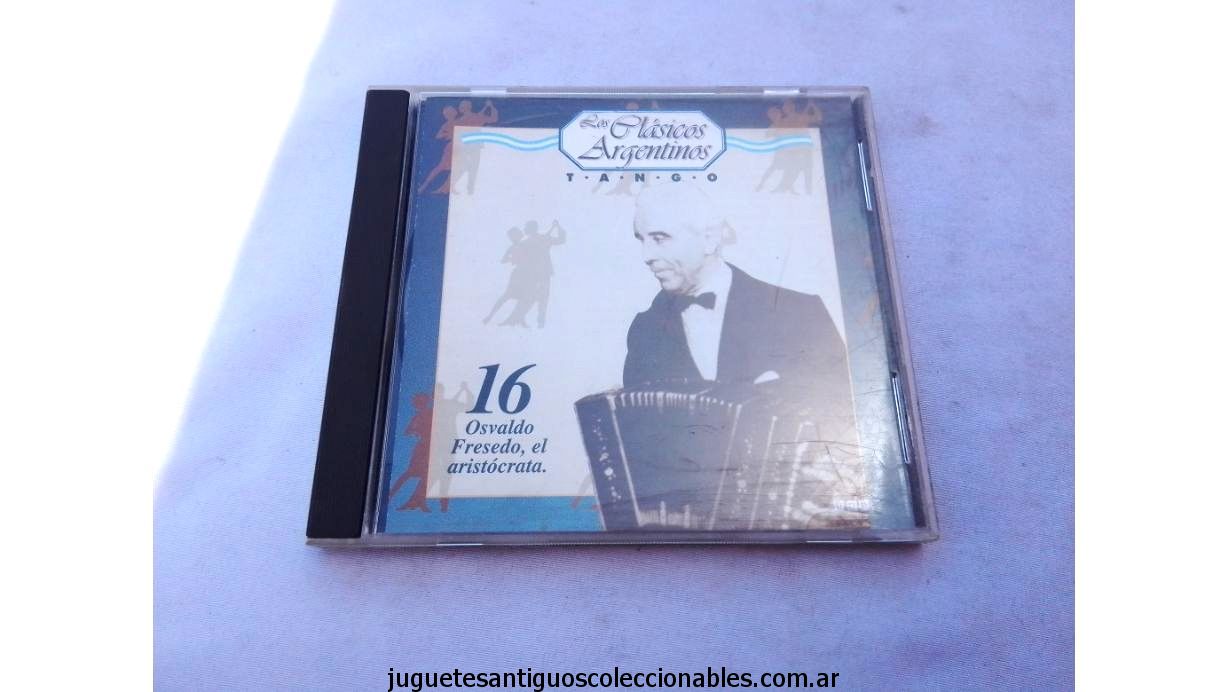 Los Clásicos
Argentinos
T·A·N·G·O
16
Osvaldo
Fresedo, el
aristócrata.
juguetesantiguoscoleccionables.com.ar